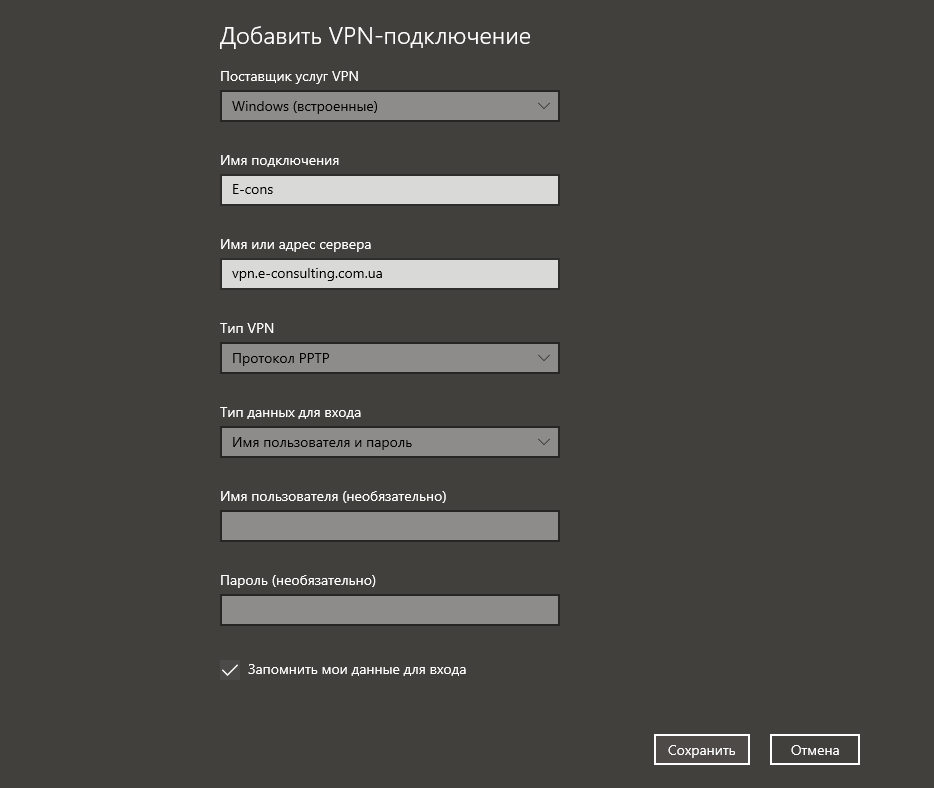 Добавить VPN-подключение
Поставщик услуг VPN
Windows (встроенные)
Имя подключения
E-cons
Имя или адрес сервера
vpn.e-consulting.com.ua
Тип VPN
Протокол PPTP
Тип данных для входа
Имя пользователя и пароль
Имя пользователя (необязательно)
Пароль (необязательно)
Запомнить мои данные для входа
Сохранить Отмена